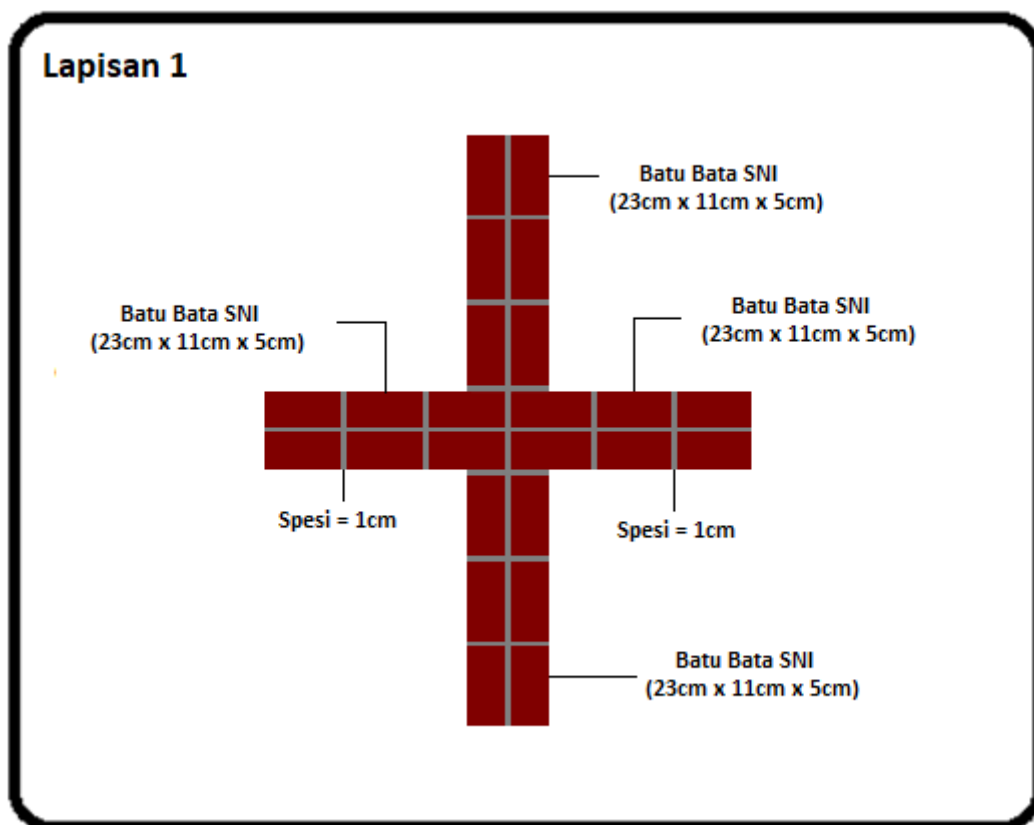 Lapisan 1
Batu Bata SNI
(23cm x 11cm x 5cm)
Batu Bata SNI
(23cm x 11cm x 5cm)
Batu Bata SNI
(23cm x 11cm x 5cm)
Spesi = 1cm
Spesi = 1cm
Batu Bata SNI
(23cm x 11cm x 5cm)